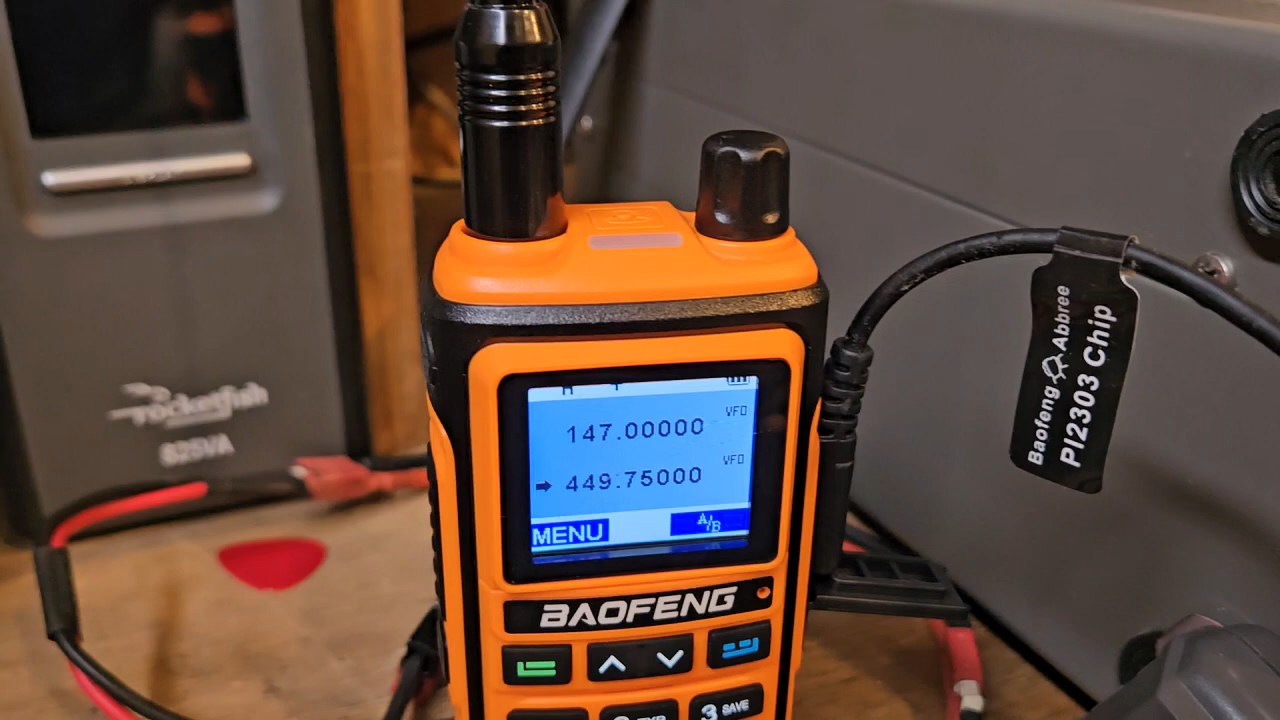 rocketfish
825VA
VFO
147.00000
VFO
449.75000
MENU
A/B
BAOFENG
3 SAVE
Baofeng Abbree
PI2303 Chip